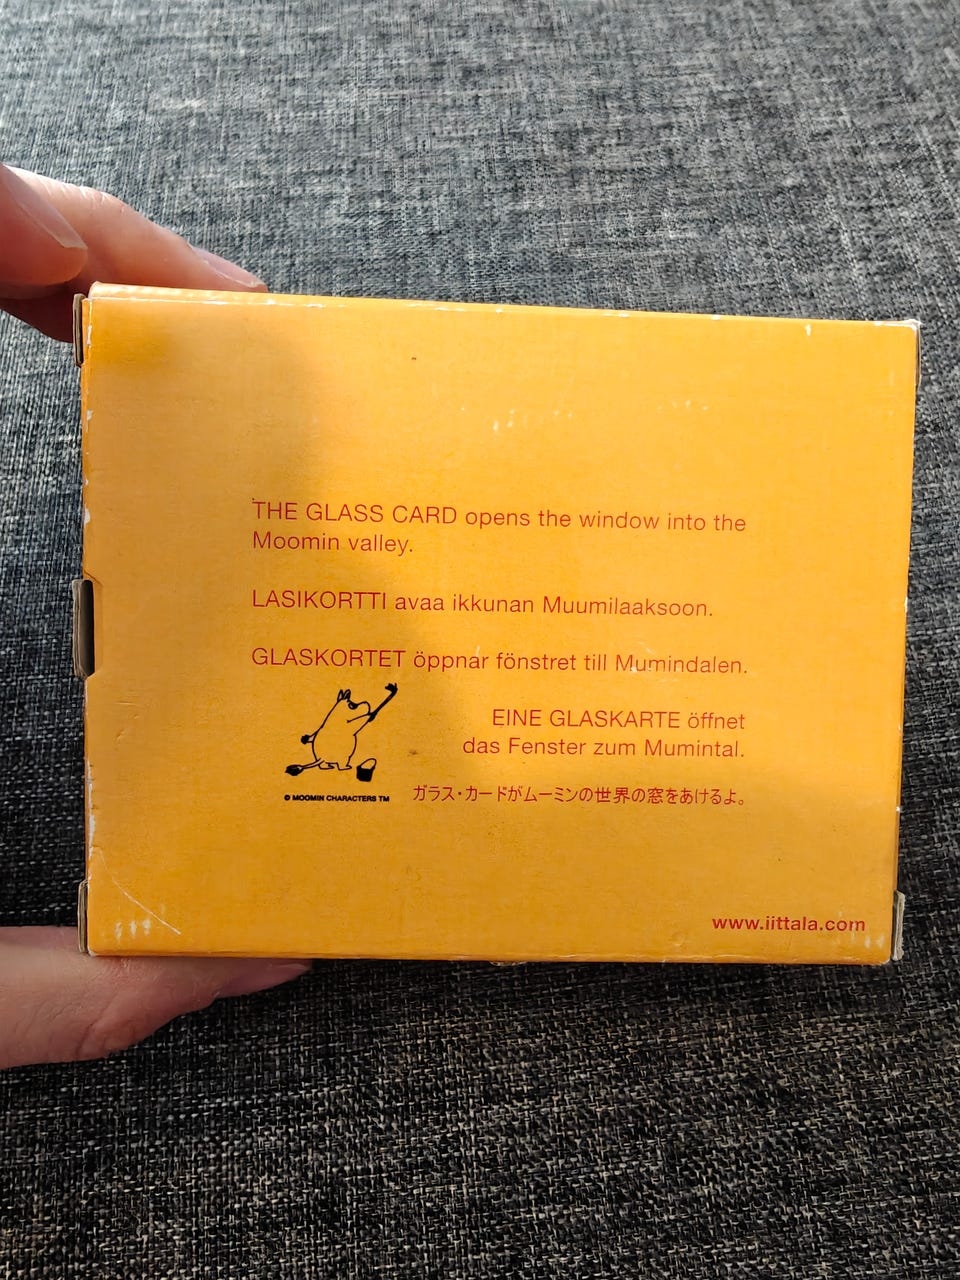 THE GLASS CARD opens the window into the
Moomin valley.
LASIKORTTI avaa ikkunan Muumilaaksoon.
GLASKORTET öppnar fönstret till Mumindalen.
EINE GLASKARTE öffnet
das Fenster zum Mumintal.
© MOOMIN CHARACTERS TM
ガラス・カードがムーミンの世界の窓をあけるよ。
www.iittala.com